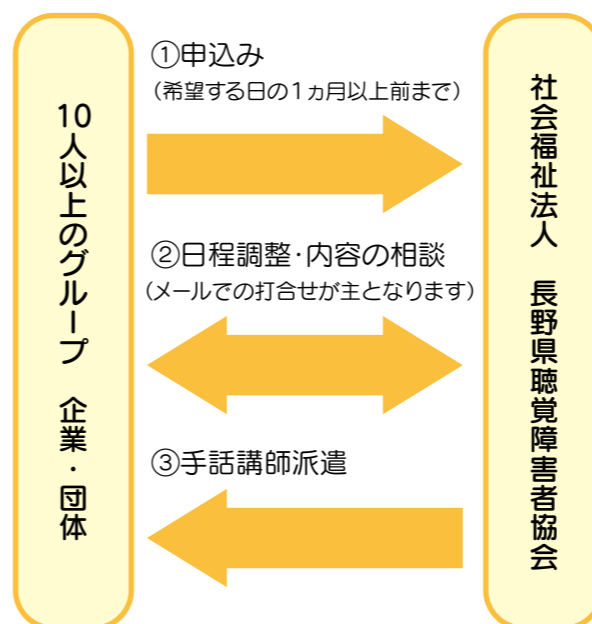 10人以上のグループ　企業・団体
①申込み
（希望する日の1ヵ月以上前まで）
②日程調整・内容の相談
（メールでの打合せが主となります）
③手話講師派遣
社会福祉法人　長野県聴覚障害者協会